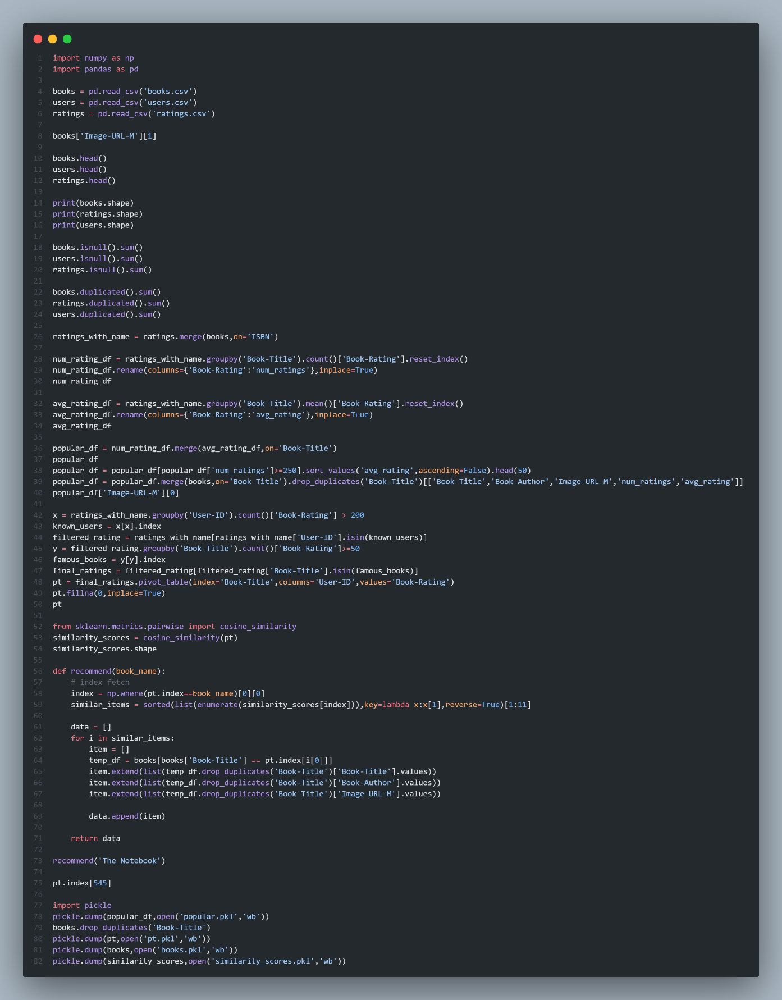 1 import numpy as np
2 import pandas as pd
3
4 books = pd.read_csv('books.csv')
5 users = pd.read_csv('users.csv')
6 ratings = pd.read_csv('ratings.csv')
7
8 books['Image-URL-M'][1]
9
10 books.head()
11 users.head()
12 ratings.head()
13
14 print(books.shape)
15 print(ratings.shape)
16 print(users.shape)
17
18 books.isnull().sum()
19 users.isnull().sum()
20 ratings.isnull().sum()
21
22 books.duplicated().sum()
23 ratings.duplicated().sum()
24 users.duplicated().sum()
25
26 ratings_with_name = ratings.merge(books,on='ISBN')
27
28 num_rating_df = ratings_with_name.groupby('Book-Title').count()['Book-Rating'].reset_index()
29 num_rating_df.rename(columns={'Book-Rating':'num_ratings'},inplace=True)
30 num_rating_df
31
32 avg_rating_df = ratings_with_name.groupby('Book-Title').mean()['Book-Rating'].reset_index()
33 avg_rating_df.rename(columns={'Book-Rating':'avg_rating'},inplace=True)
34 avg_rating_df
35
36 popular_df = num_rating_df.merge(avg_rating_df,on='Book-Title')
37 popular_df
38 popular_df = popular_df[popular_df['num_ratings']>=250].sort_values('avg_rating',ascending=False).head(50)
39 popular_df = popular_df.merge(books,on='Book-Title').drop_duplicates('Book-Title')[['Book-Title','Book-Author','Image-URL-M','num_ratings','avg_rating']]
40 popular_df['Image-URL-M'][0]
41
42 x = ratings_with_name.groupby('User-ID').count()['Book-Rating'] > 200
43 known_users = x[x].index
44 filtered_rating = ratings_with_name[ratings_with_name['User-ID'].isin(known_users)]
45 y = filtered_rating.groupby('Book-Title').count()['Book-Rating']>=50
46 famous_books = y[y].index
47 final_ratings = filtered_rating[filtered_rating['Book-Title'].isin(famous_books)]
48 pt = final_ratings.pivot_table(index='Book-Title',columns='User-ID',values='Book-Rating')
49 pt.fillna(0,inplace=True)
50 pt
51
52 from sklearn.metrics.pairwise import cosine_similarity
53 similarity_scores = cosine_similarity(pt)
54 similarity_scores.shape
55
56 def recommend(book_name):
57     # index fetch
58     index = np.where(pt.index==book_name)[0][0]
59     similar_items = sorted(list(enumerate(similarity_scores[index])),key=lambda x:x[1],reverse=True)[1:11]
60
61     data = []
62     for i in similar_items:
63         item = []
64         temp_df = books[books['Book-Title'] == pt.index[i[0]]]
65         item.extend(list(temp_df.drop_duplicates('Book-Title')['Book-Title'].values))
66         item.extend(list(temp_df.drop_duplicates('Book-Title')['Book-Author'].values))
67         item.extend(list(temp_df.drop_duplicates('Book-Title')['Image-URL-M'].values))
68
69         data.append(item)
70
71     return data
72
73 recommend('The Notebook')
74
75 pt.index[545]
76
77 import pickle
78 pickle.dump(popular_df,open('popular.pkl','wb'))
79 books.drop_duplicates('Book-Title')
80 pickle.dump(pt,open('pt.pkl','wb'))
81 pickle.dump(books,open('books.pkl','wb'))
82 pickle.dump(similarity_scores,open('similarity_scores.pkl','wb'))